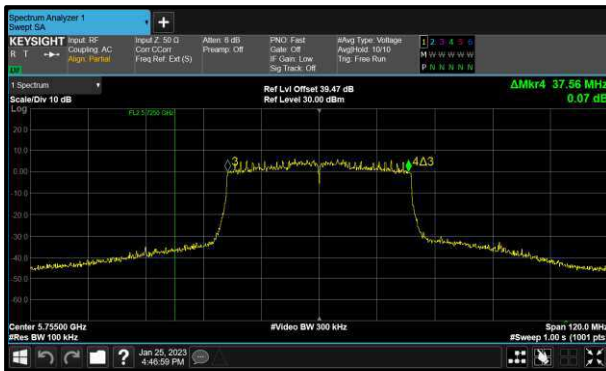 Spectrum Analyzer 1
Swept SA
KEYSIGHT
R T
Input: RF
Coupling: AC
Align: Partial
Input Z: 50 Ω
Corr CCorr
Freq Ref: Ext (S)
Atten: 8 dB
Preamp: Off
PNO: Fast
Gate: Off
IF Gain: Low
Sig Track: Off
#Avg Type: Voltage
Avg|Hold: 10/10
Trig: Free Run
1 2 3 4 5 6
M W W W W W
P N N N N N
1 Spectrum
Scale/Div 10 dB
Ref Lvl Offset 39.47 dB
Ref Level 30.00 dBm
ΔMkr4 37.56 MHz
0.07 dB
Log
FL2 5.7250 GHz
20.0
10.0
0.00
-10.0
-20.0
-30.0
-40.0
-50.0
-60.0
3
4Δ3
Center 5.75500 GHz
#Res BW 100 kHz
#Video BW 300 kHz
Span 120.0 MHz
#Sweep 1.00 s (1001 pts)
Jan 25, 2023
4:46:59 PM